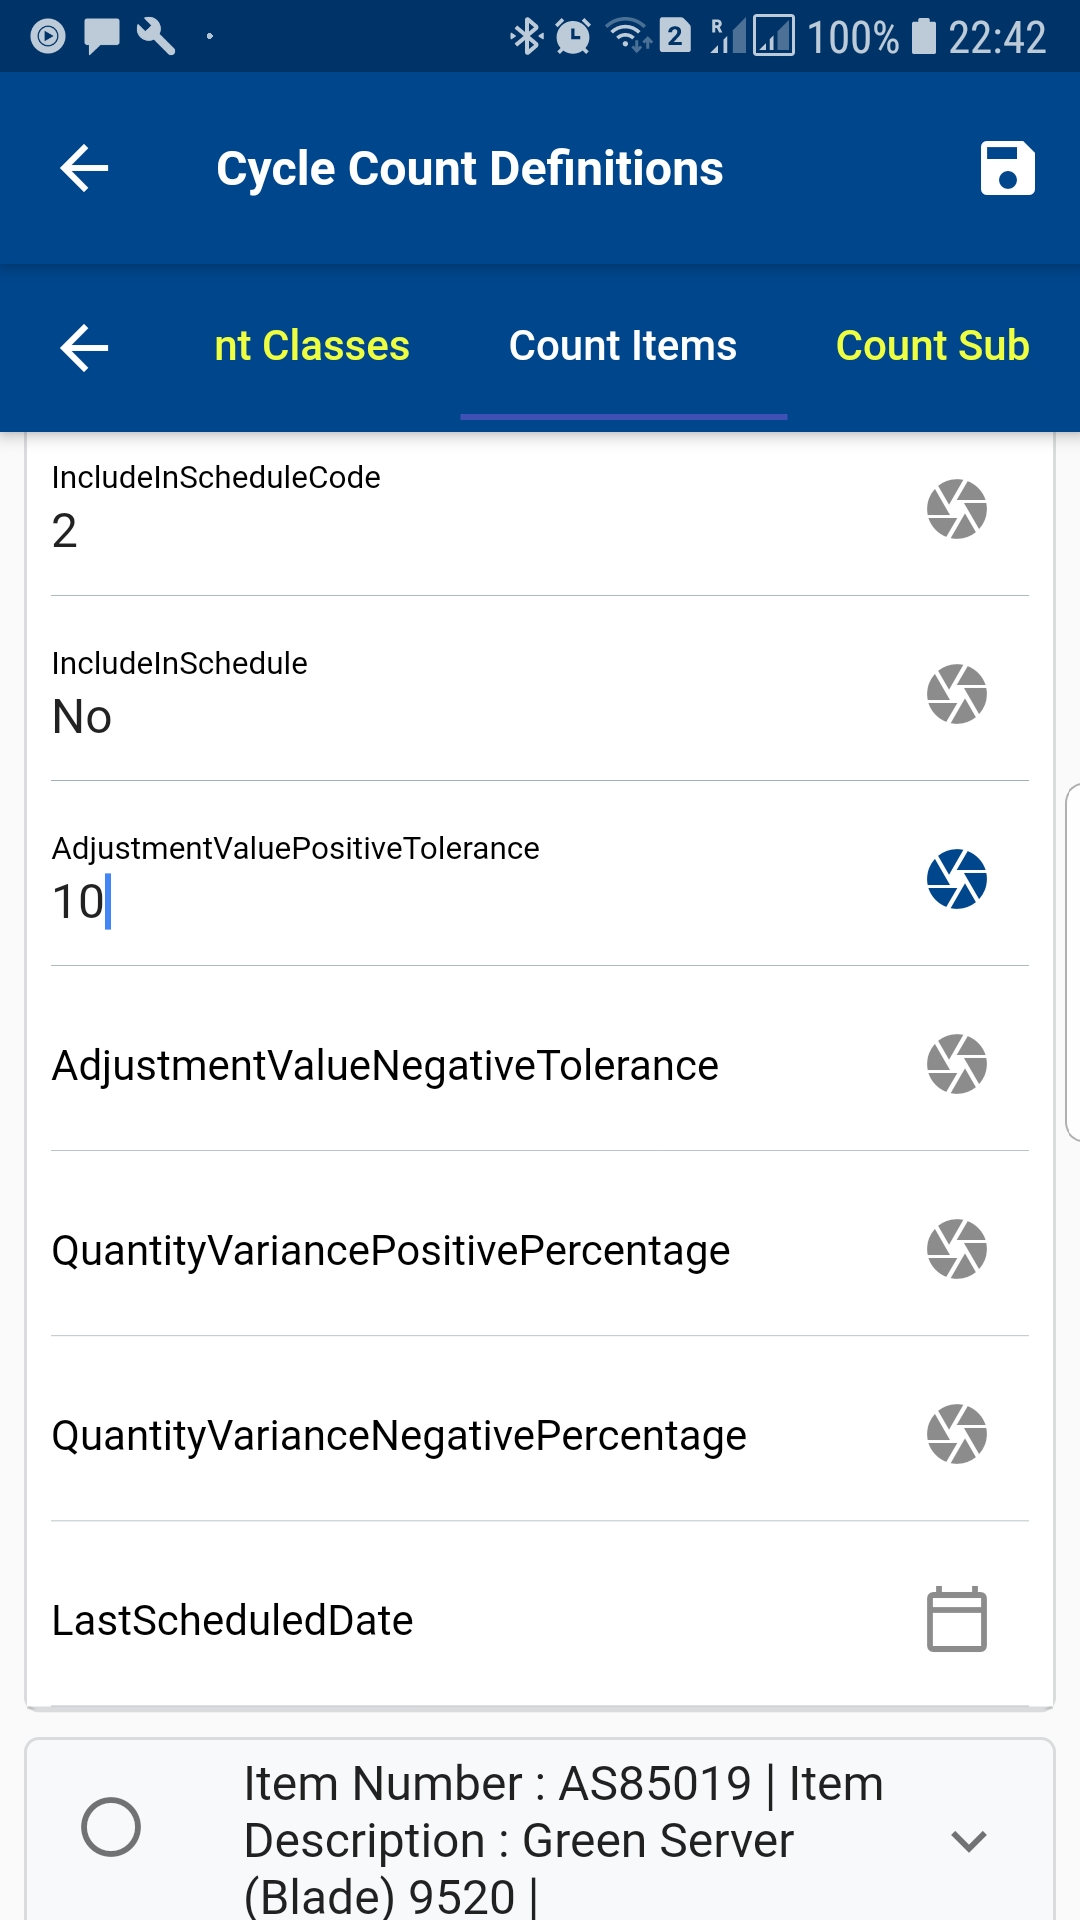 2 R 100% 22:42
Cycle Count Definitions
nt Classes Count Items Count Sub
IncludeInScheduleCode
2
IncludeInSchedule
No
AdjustmentValuePositiveTolerance
10
AdjustmentValueNegativeTolerance
QuantityVariancePositivePercentage
QuantityVarianceNegativePercentage
LastScheduledDate
Item Number : AS85019 | Item
Description : Green Server
(Blade) 9520 |